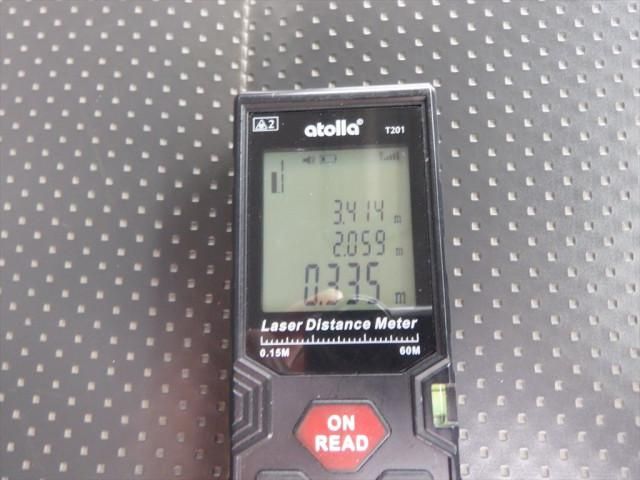 2
atolla®
T201
3.414 m
2.059 m
0.335 m
Laser Distance Meter
0.15M 60M
ON
READ